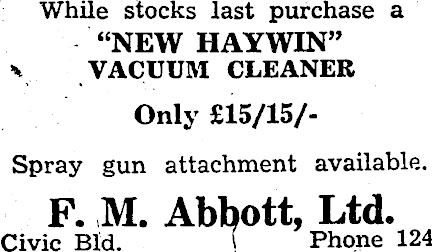 While stocks last purchase a
“NEW HAYWIN”
VACUUM CLEANER
Only £15/15/-
Spray gun attachment available.
F. M. Abbott, Ltd.
Civic Bld. Phone 124